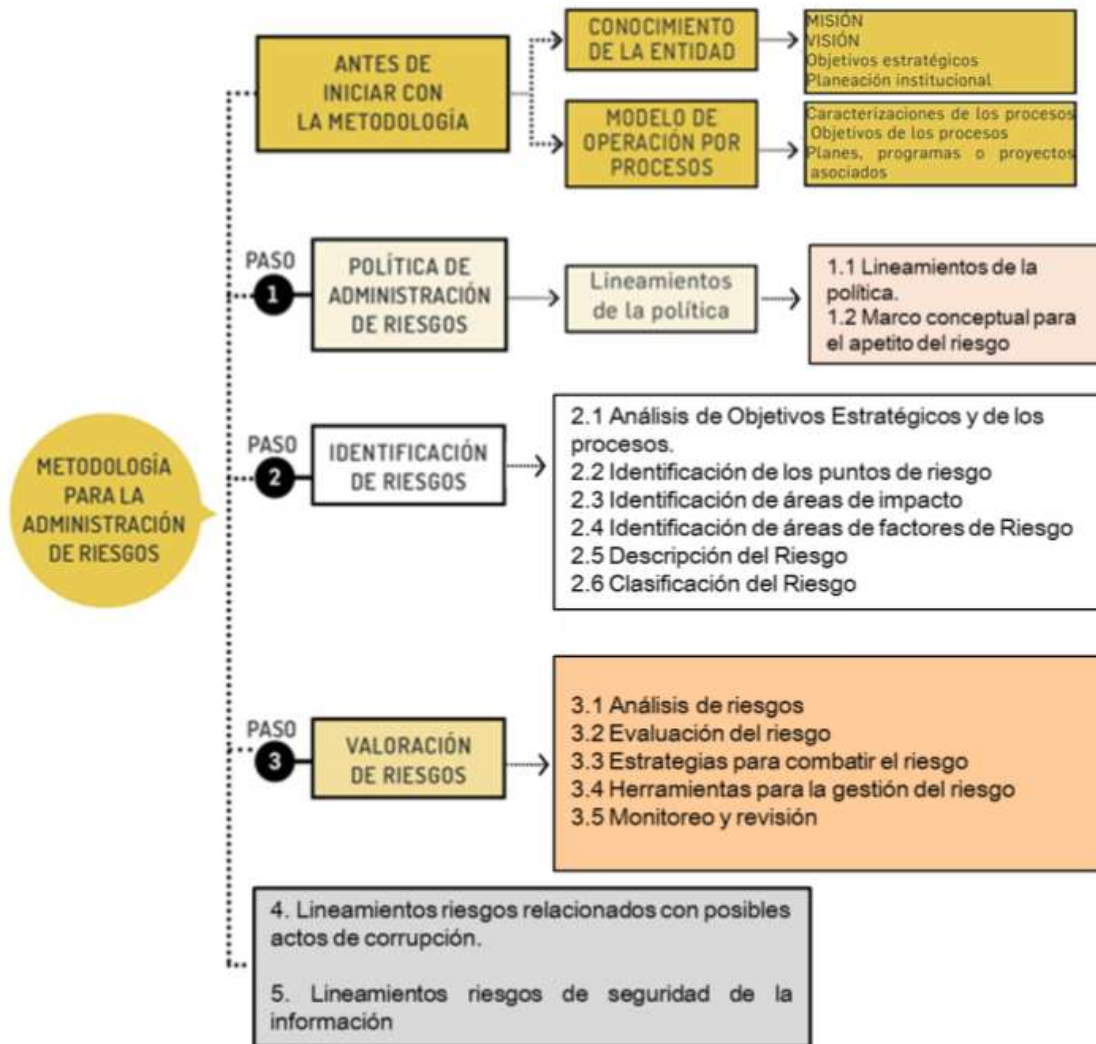 ANTES DE
INICIAR CON
LA METODOLOGÍA
CONOCIMIENTO
DE LA ENTIDAD
MISIÓN
VISIÓN
Objetivos estratégicos
Planeación institucional
MODELO DE
OPERACIÓN POR
PROCESOS
Caracterizaciones de los procesos
Objetivos de los procesos
Planes, programas o proyectos
asociados
PASO
1
POLÍTICA DE
ADMINISTRACIÓN
DE RIESGOS
Lineamientos
de la política
1.1 Lineamientos de la
política.
1.2 Marco conceptual para
el apetito del riesgo
METODOLOGÍA
PARA LA
ADMINISTRACIÓN
DE RIESGOS
PASO
2
IDENTIFICACIÓN
DE RIESGOS
2.1 Análisis de Objetivos Estratégicos y de los
procesos.
2.2 Identificación de los puntos de riesgo
2.3 Identificación de áreas de impacto
2.4 Identificación de áreas de factores de Riesgo
2.5 Descripción del Riesgo
2.6 Clasificación del Riesgo
PASO
3
VALORACIÓN
DE RIESGOS
3.1 Análisis de riesgos
3.2 Evaluación del riesgo
3.3 Estrategias para combatir el riesgo
3.4 Herramientas para la gestión del riesgo
3.5 Monitoreo y revisión
4. Lineamientos riesgos relacionados con posibles
actos de corrupción.
5. Lineamientos riesgos de seguridad de la
información